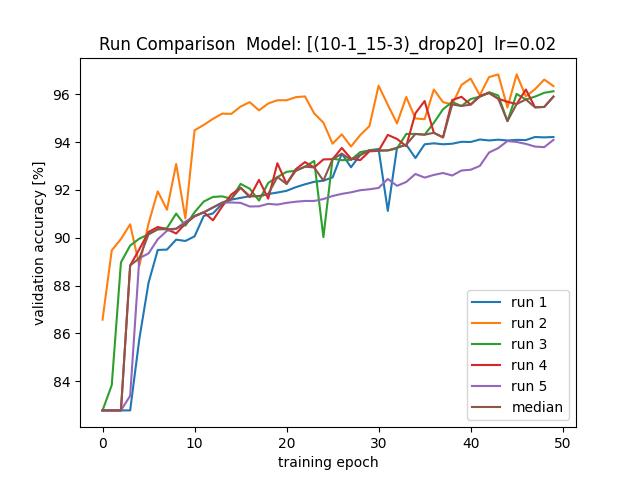 Run Comparison  Model: [(10-1_15-3)_drop20]  lr=0.02
validation accuracy [%]
96
94
92
90
88
86
84
0 10 20 30 40 50
training epoch
run 1
run 2
run 3
run 4
run 5
median